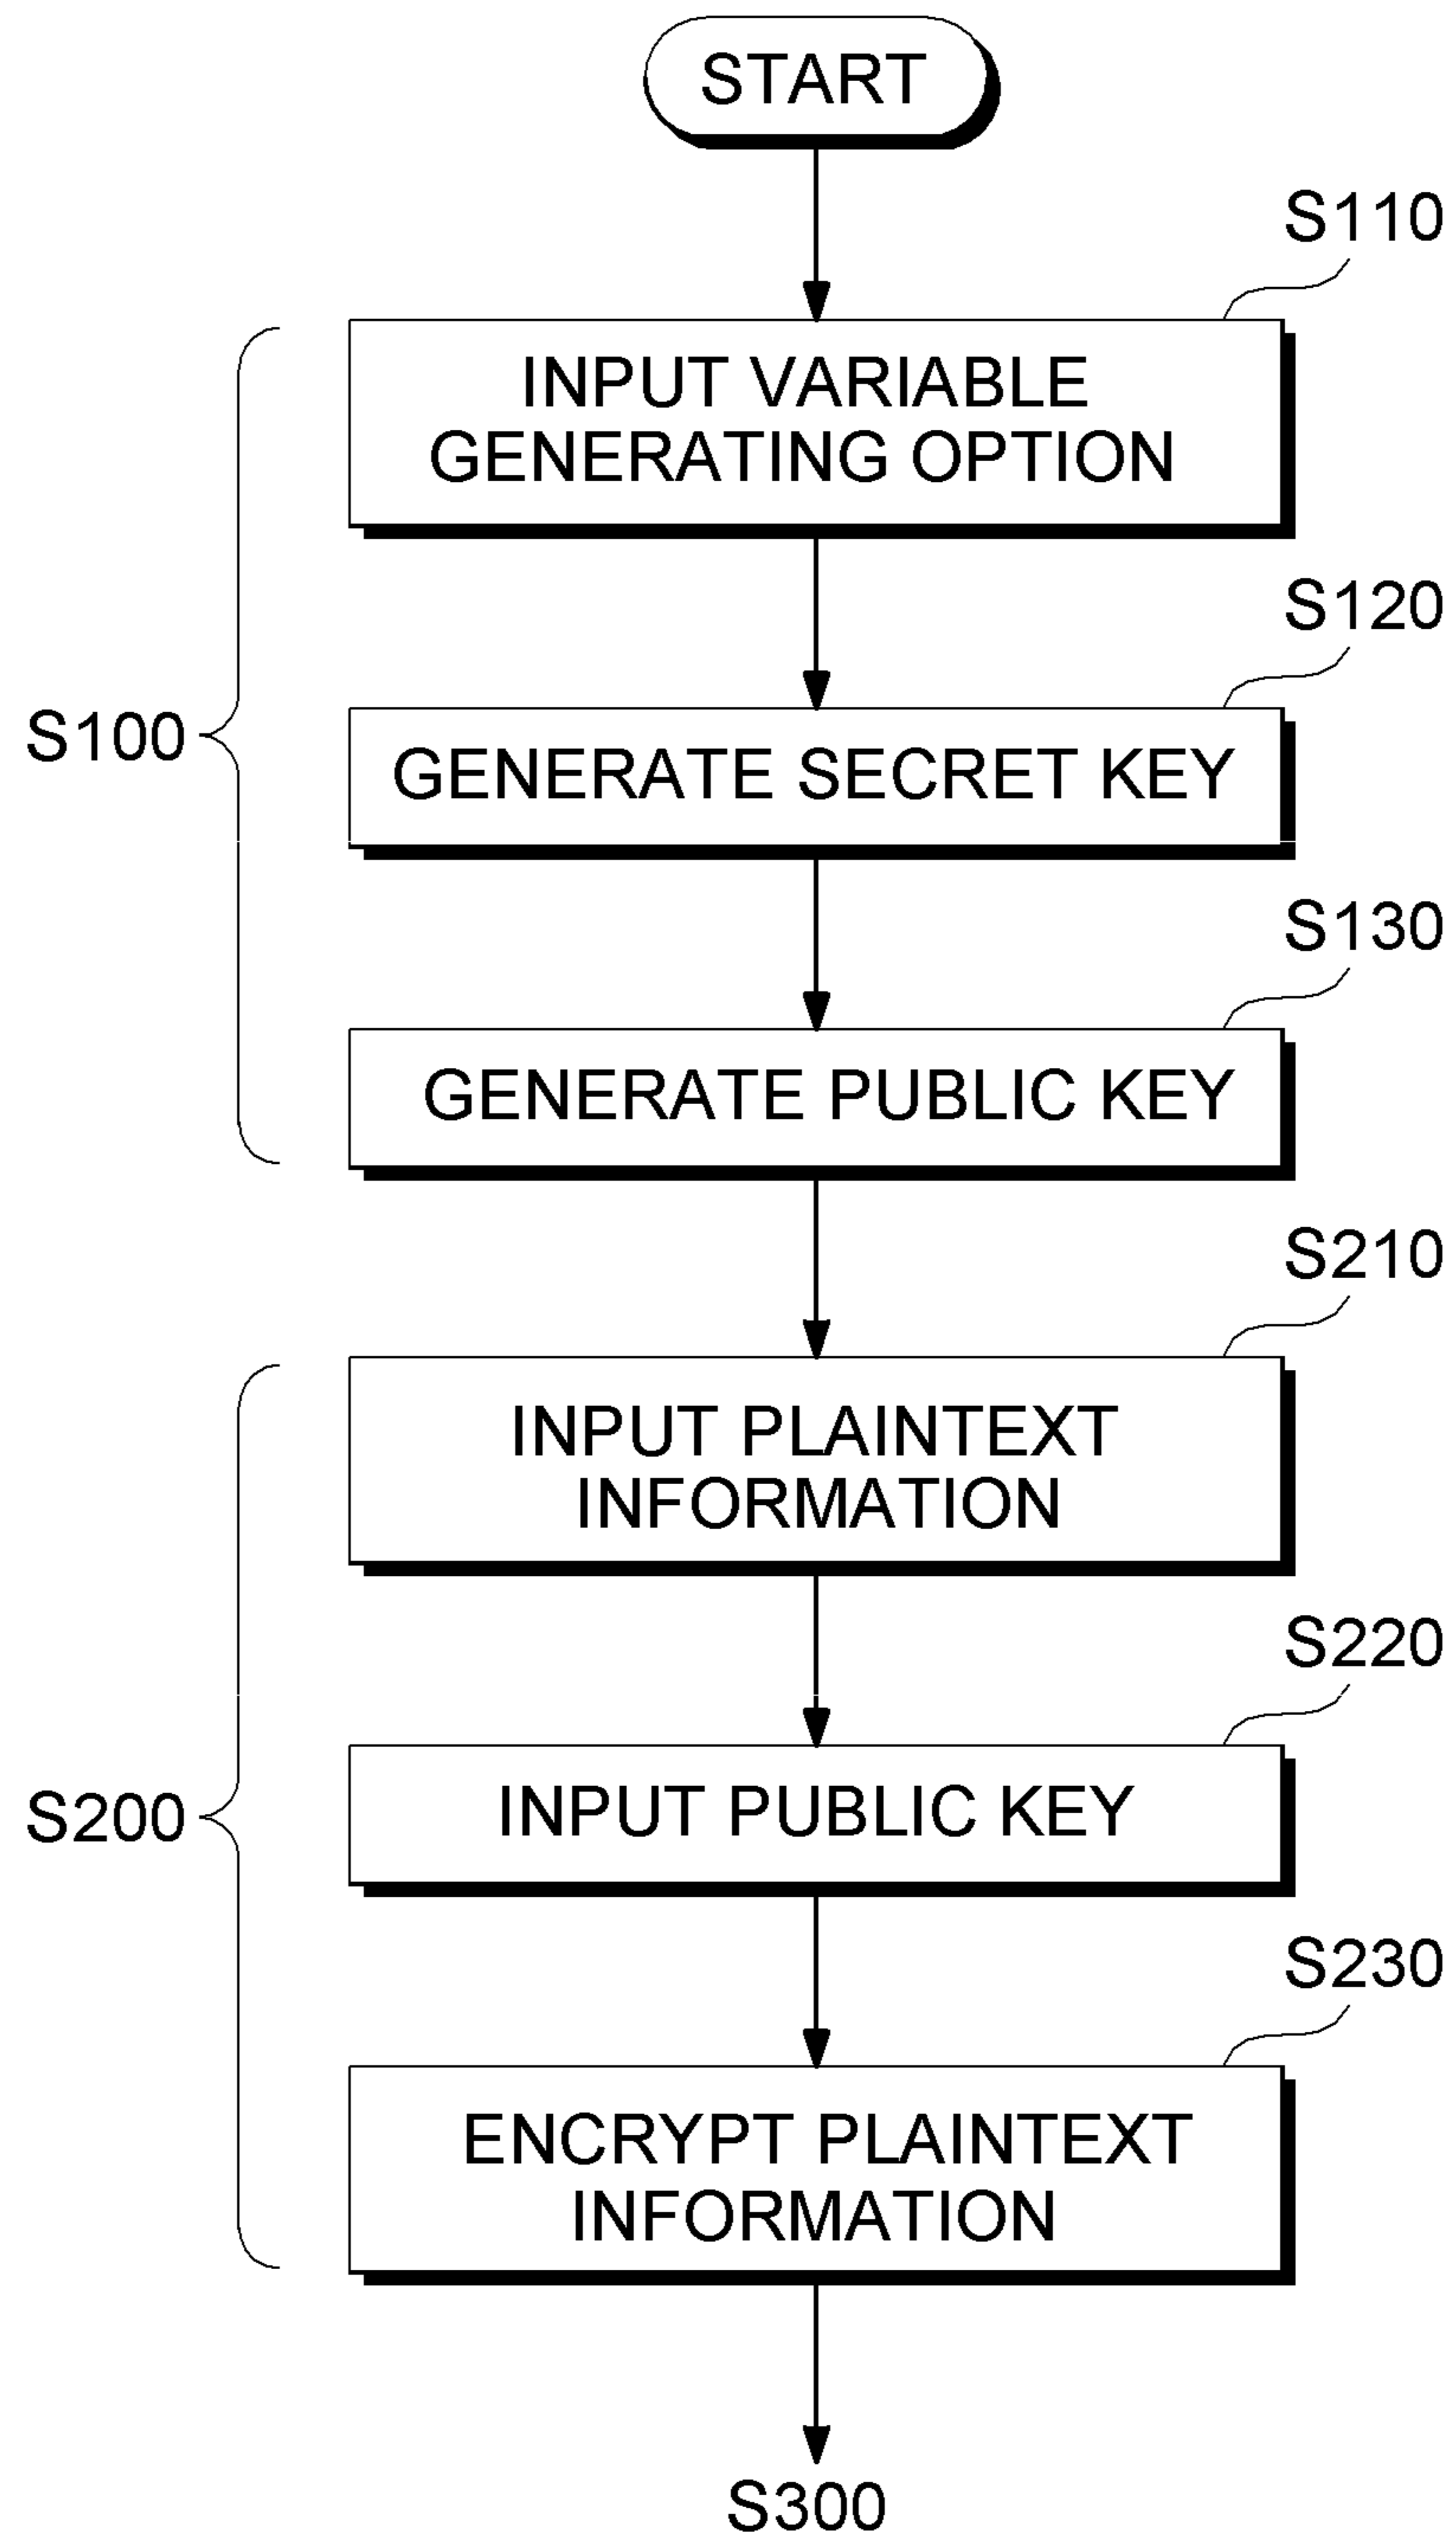 START
S110
INPUT VARIABLE
GENERATING OPTION
S120
S100
GENERATE SECRET KEY
S130
GENERATE PUBLIC KEY
S210
INPUT PLAINTEXT
INFORMATION
S220
S200
INPUT PUBLIC KEY
S230
ENCRYPT PLAINTEXT
INFORMATION
S300